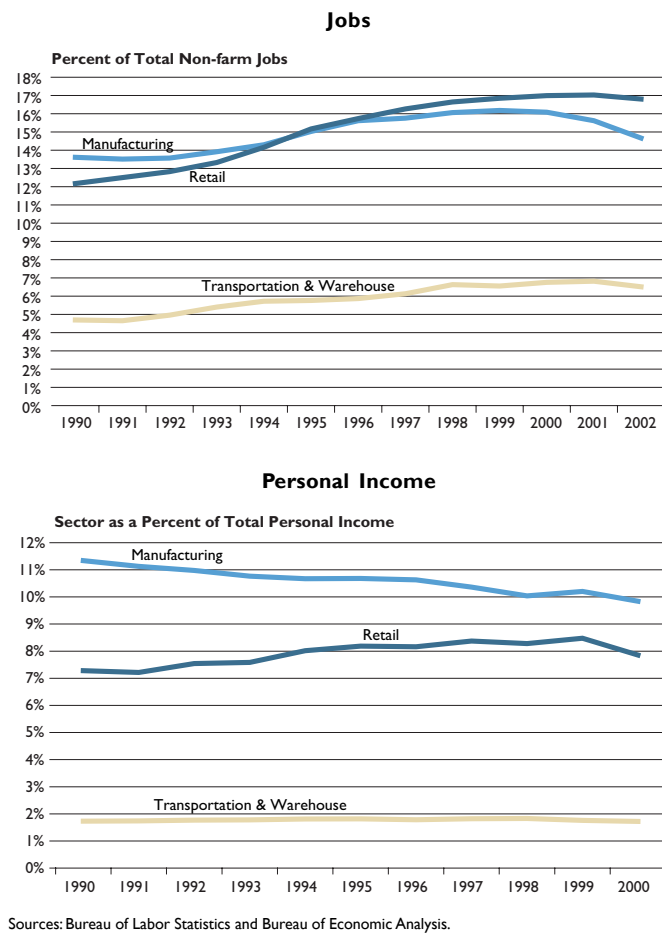 Jobs
Percent of Total Non-farm Jobs
18%
17%
16%
15%
14%
13%
12%
11%
10%
9%
8%
7%
6%
5%
4%
3%
2%
1%
0%
Manufacturing
Retail
Transportation & Warehouse
1990 1991 1992 1993 1994 1995 1996 1997 1998 1999 2000 2001 2002
Personal Income
Sector as a Percent of Total Personal Income
12%
11%
10%
9%
8%
7%
6%
5%
4%
3%
2%
1%
0%
Manufacturing
Retail
Transportation & Warehouse
1990 1991 1992 1993 1994 1995 1996 1997 1998 1999 2000
Sources: Bureau of Labor Statistics and Bureau of Economic Analysis.